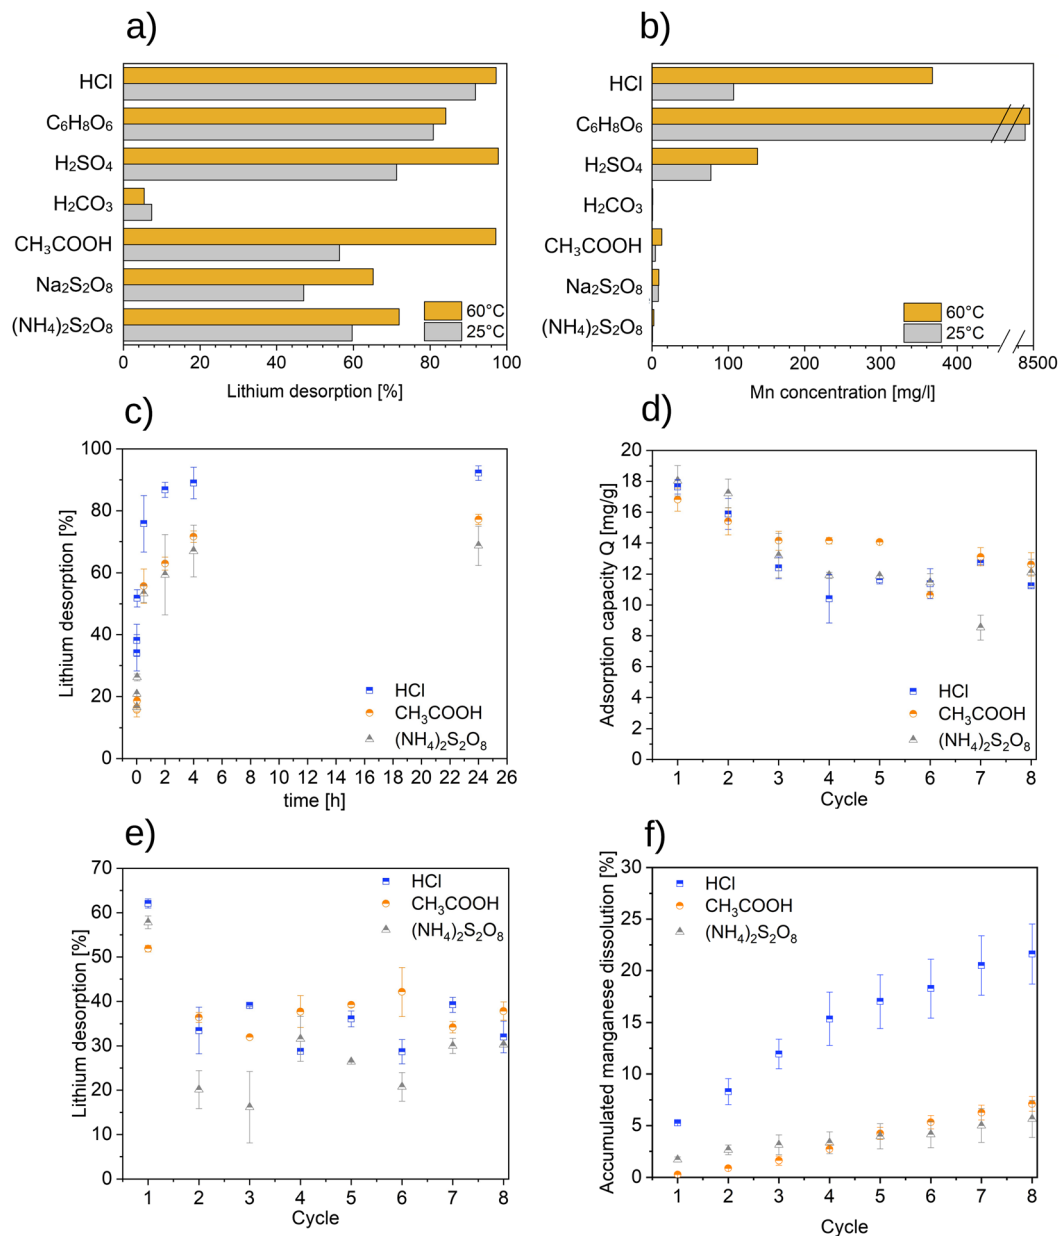 a)
HCl
C₆H₈O₆
H₂SO₄
H₂CO₃
CH₃COOH
Na₂S₂O₈
(NH₄)₂S₂O₈
60°C
25°C
0 20 40 60 80 100
Lithium desorption [%]
b)
HCl
C₆H₈O₆
H₂SO₄
H₂CO₃
CH₃COOH
Na₂S₂O₈
(NH₄)₂S₂O₈
60°C
25°C
0 100 200 300 400 8500
Mn concentration [mg/l]
c)
Lithium desorption [%]
100
80
60
40
20
0
HCl
CH₃COOH
(NH₄)₂S₂O₈
0 2 4 6 8 10 12 14 16 18 20 22 24 26
time [h]
d)
Adsorption capacity Q [mg/g]
20
18
16
14
12
10
8
6
4
2
0
HCl
CH₃COOH
(NH₄)₂S₂O₈
1 2 3 4 5 6 7 8
Cycle
e)
Lithium desorption [%]
70
60
50
40
30
20
10
0
HCl
CH₃COOH
(NH₄)₂S₂O₈
1 2 3 4 5 6 7 8
Cycle
f)
Accumulated manganese dissolution [%]
30
25
20
15
10
5
0
HCl
CH₃COOH
(NH₄)₂S₂O₈
1 2 3 4 5 6 7 8
Cycle